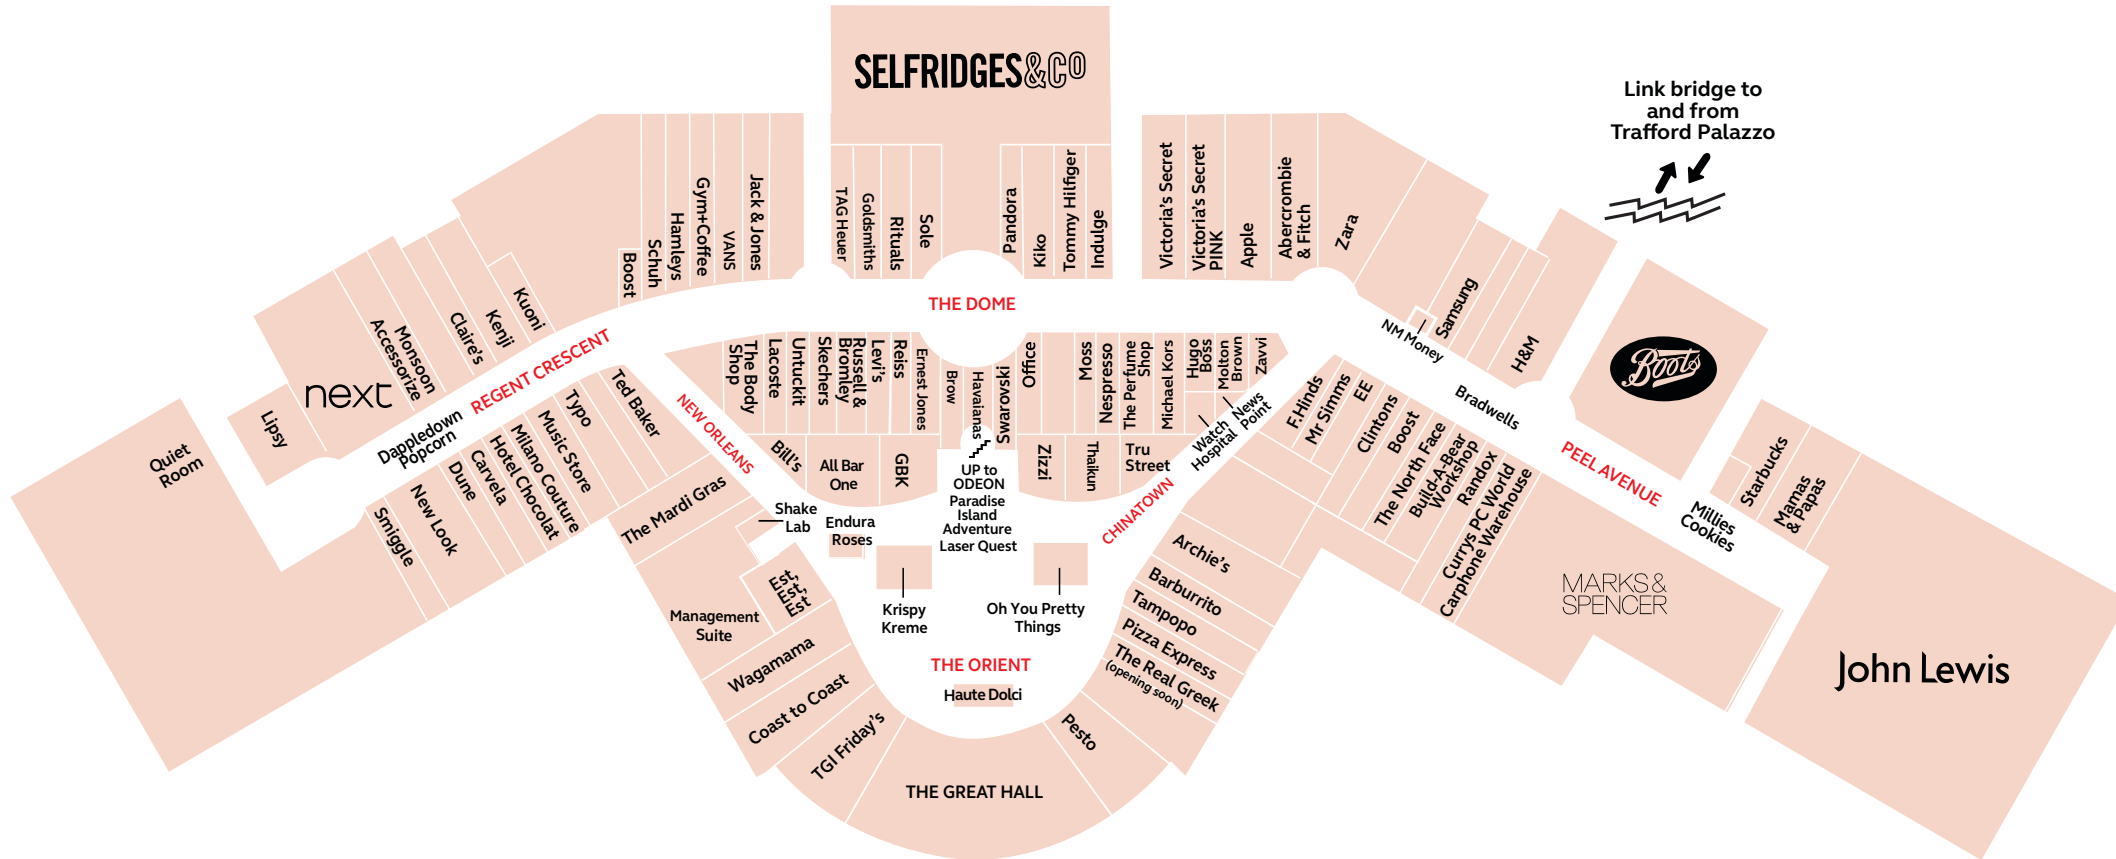 SELFRIDGES&CO
Link bridge to
and from
Trafford Palazzo
Quiet
Room
Lipsy
next
Monsoon
Accessorize
Claire's
Kenji
Kuoni
Boost
Schuh
Hamleys
Gym+Coffee
VANS
Jack & Jones
TAG Heuer
Goldsmiths
Rituals
Sole
Pandora
Kiko
Tommy Hilfiger
Indulge
Victoria's Secret
Victoria's Secret
PINK
Apple
Abercrombie
& Fitch
Zara
NM Money
Samsung
H&M
Boots
Starbucks
Mamas
& Papas
John Lewis
THE DOME
REGENT CRESCENT
Dappledown
Popcorn
NEW ORLEANS
CHINATOWN
PEEL AVENUE
Bradwells
Millies
Cookies
Smiggle
New Look
Dune
Carvela
Hotel Chocolat
Milano Couture
Music Store
Typo
Ted Baker
The Body
Shop
Lacoste
Untuckit
Skechers
Russell &
Bromley
Levi's
Reiss
Ernest Jones
Brow
Havaianas
Swarovski
Office
Moss
Nespresso
The Perfume
Shop
Michael Kors
Hugo
Boss
Molton
Brown
Zavvi
News
Point
Watch
Hospital
Bill's
All Bar
One
GBK
UP to
ODEON
Paradise
Island
Adventure
Laser Quest
Zizzi
Thaikun
Tru
Street
F.Hinds
Mr Simms
EE
Clintons
Boost
The North Face
Build-A-Bear
Workshop
Randox
Currys PC World
Carphone Warehouse
MARKS &
SPENCER
The Mardi Gras
Shake
Lab
Endura
Roses
Krispy
Kreme
Oh You Pretty
Things
Est,
Est,
Est
Management
Suite
Wagamama
Coast to Coast
TGI Friday's
THE ORIENT
Haute Dolci
THE GREAT HALL
Pesto
Archie's
Barburrito
Tampopo
Pizza Express
The Real Greek
(opening soon)